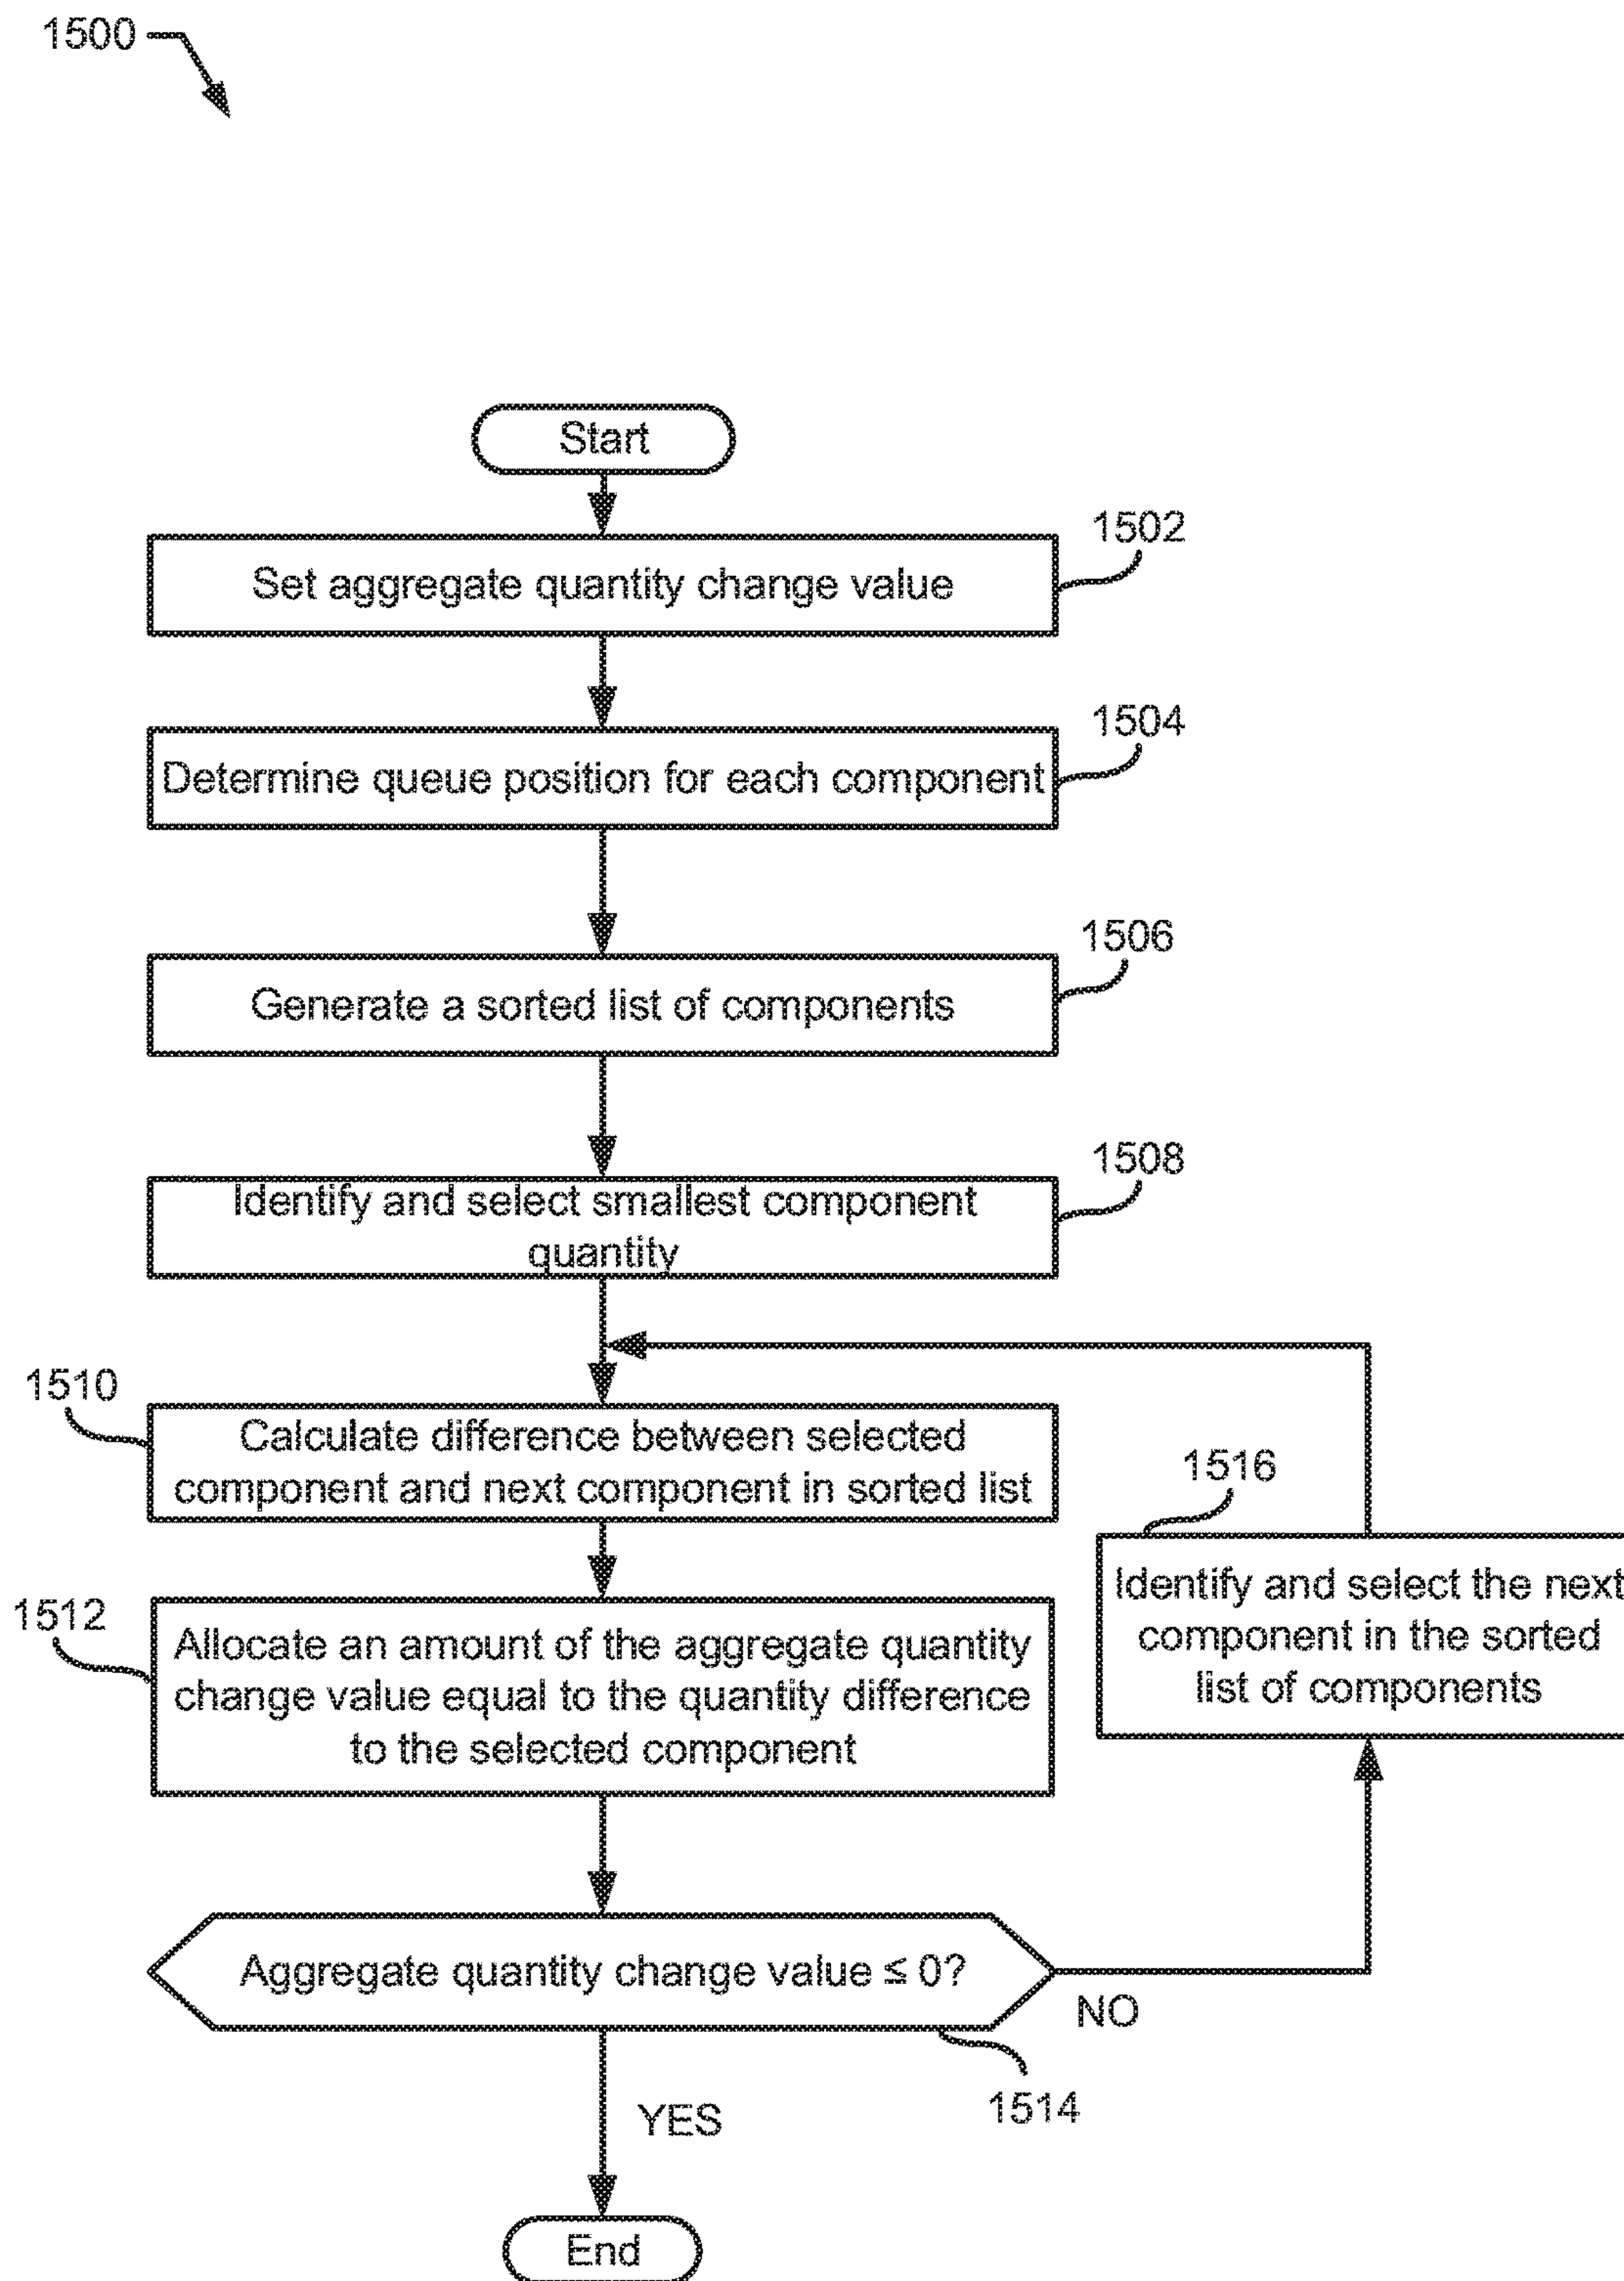 1500
Start
Set aggregate quantity change value
1502
Determine queue position for each component
1504
Generate a sorted list of components
1506
Identify and select smallest component
quantity
1508
1510
Calculate difference between selected
component and next component in sorted list
1516
Identify and select the next
component in the sorted
list of components
1512
Allocate an amount of the aggregate quantity
change value equal to the quantity difference
to the selected component
Aggregate quantity change value ≤ 0?
NO
1514
YES
End